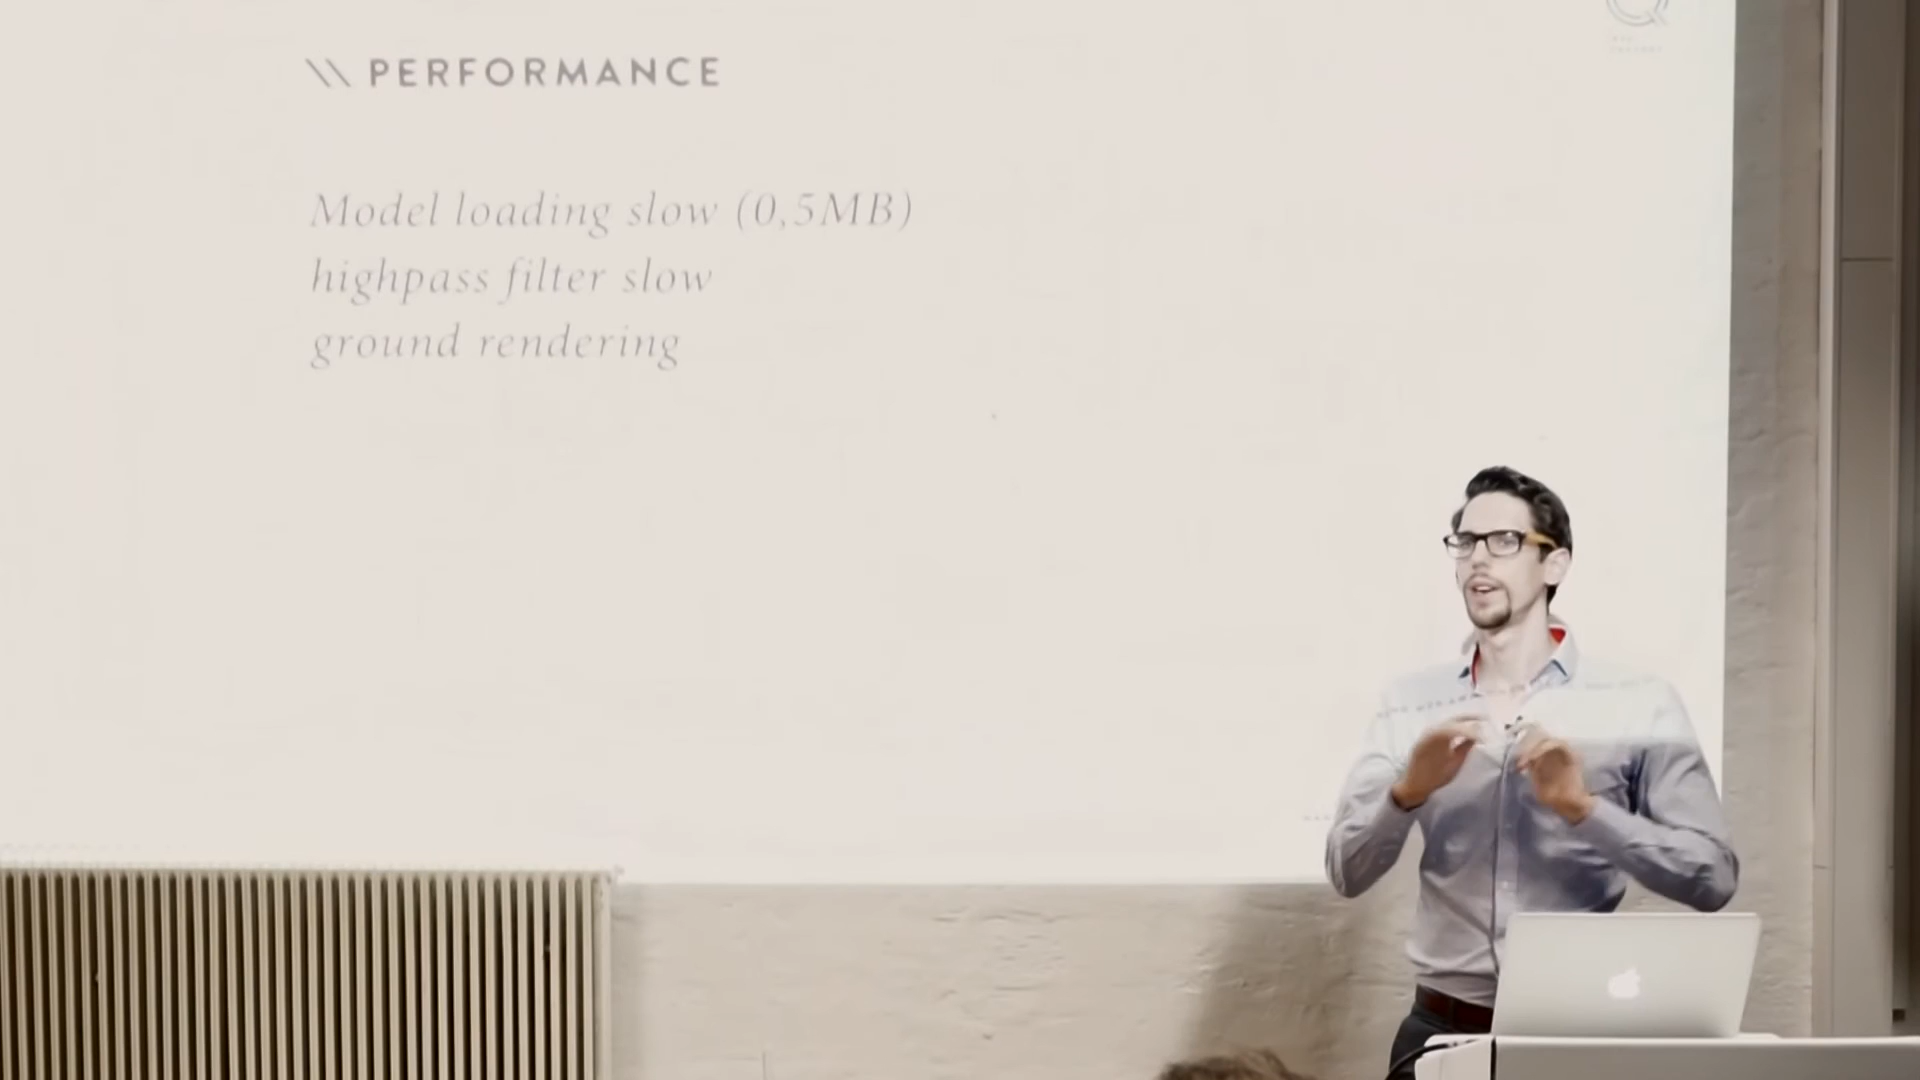 \\ PERFORMANCE
Model loading slow (0,5MB)
highpass filter slow
ground rendering